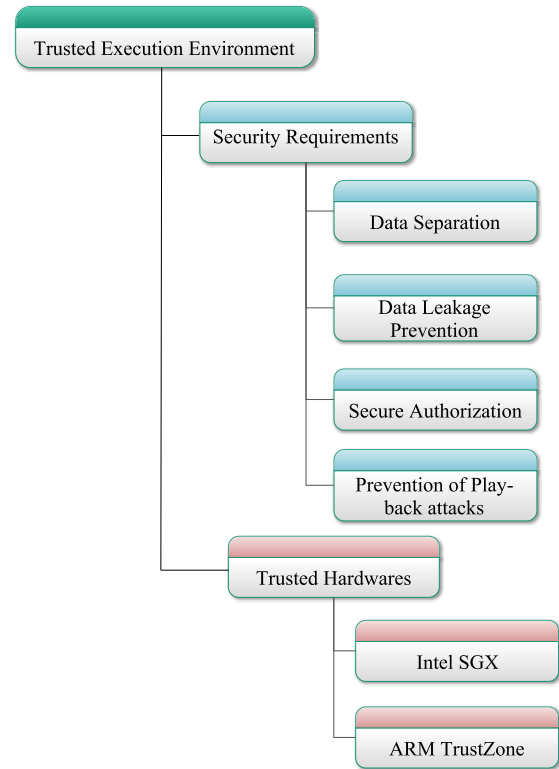 Trusted Execution Environment
Security Requirements
Data Separation
Data Leakage
Prevention
Secure Authorization
Prevention of Play-
back attacks
Trusted Hardwares
Intel SGX
ARM TrustZone